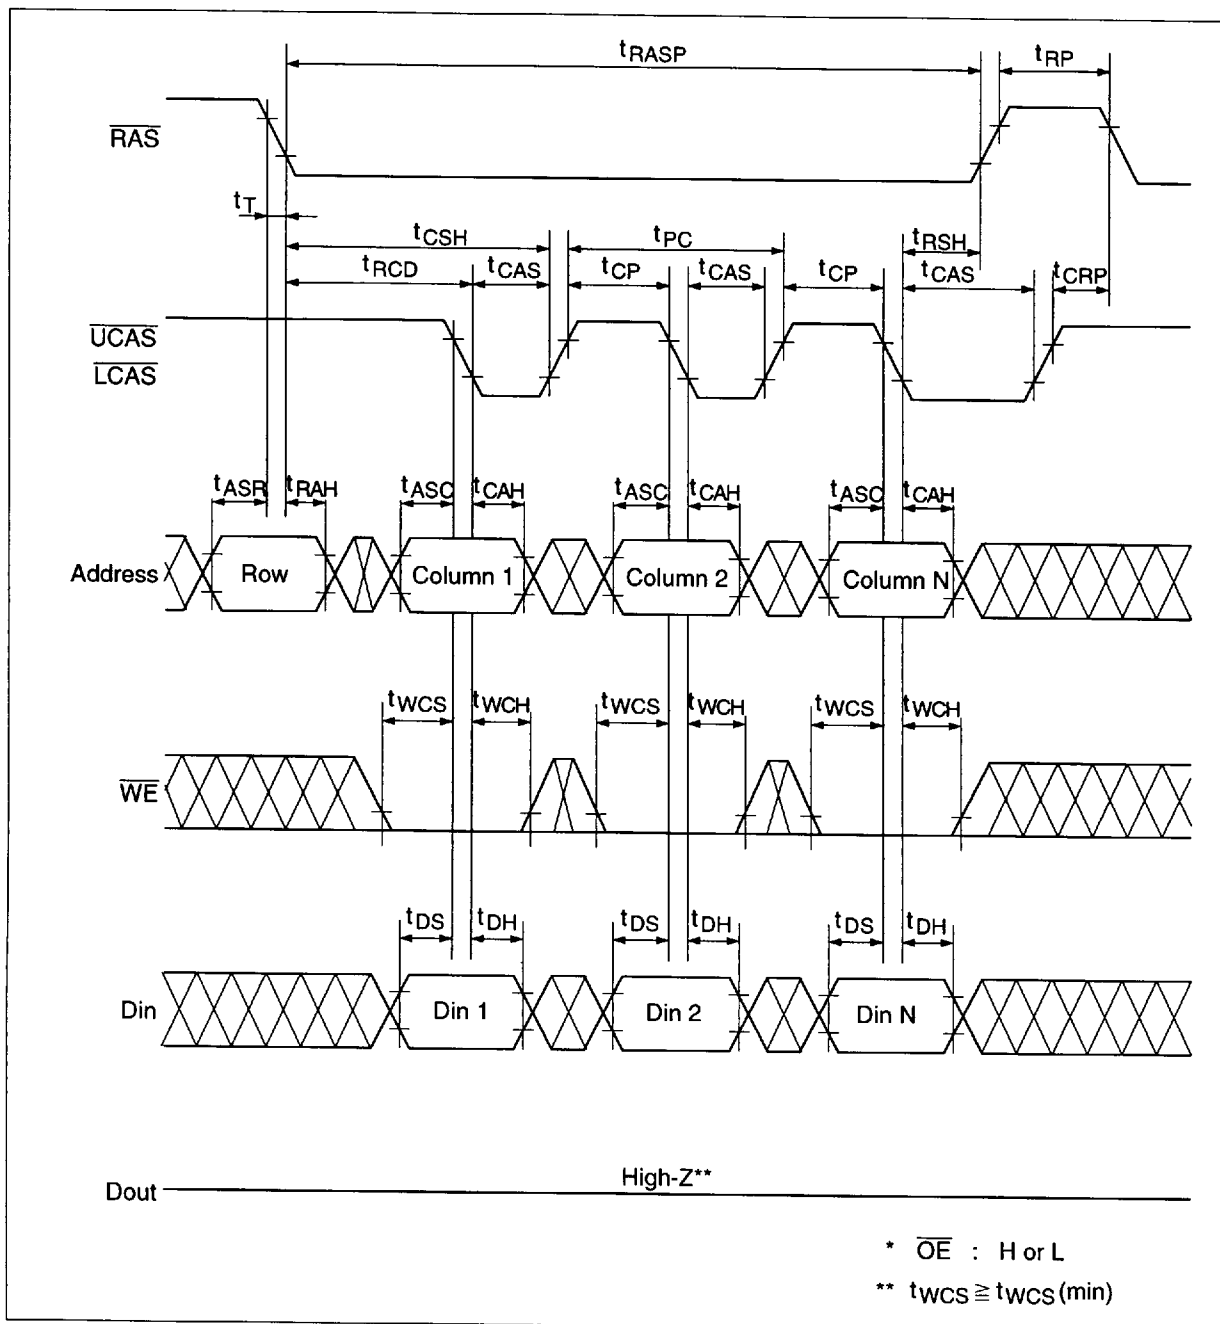 tRASP
tRP
RAS
tT
tCSH
tPC
tRSH
tRCD
tCAS
tCP
tCAS
tCP
tCAS
tCRP
UCAS
LCAS
tASR
tRAH
tASC
tCAH
tASC
tCAH
tASC
tCAH
Address
Row
Column 1
Column 2
Column N
tWCS
tWCH
tWCS
tWCH
tWCS
tWCH
WE
tDS
tDH
tDS
tDH
tDS
tDH
Din
Din 1
Din 2
Din N
High-Z**
Dout
* OE : H or L
** tWCS ≧ tWCS(min)